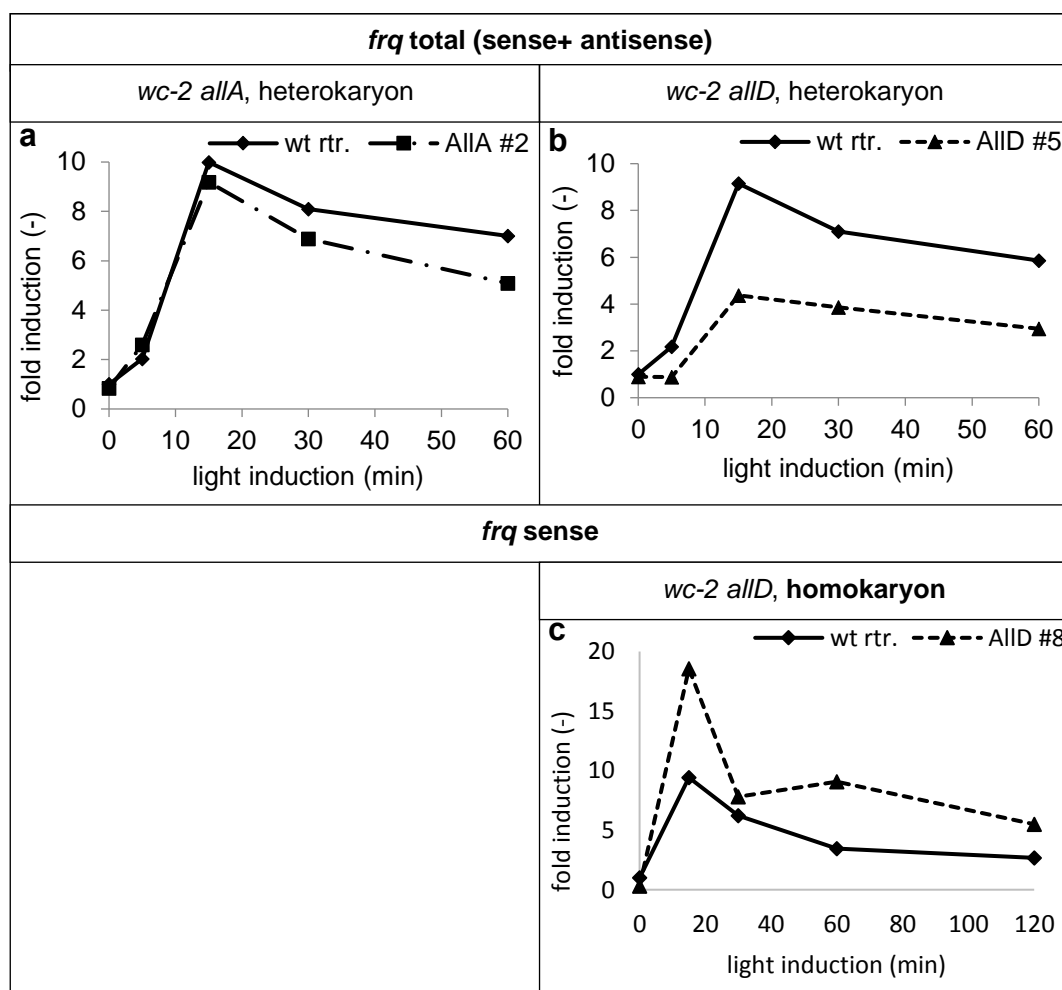 frq total (sense+ antisense)
wc-2 allA, heterokaryon
wc-2 allD, heterokaryon
a
wt rtr.
AllA #2
10
8
6
4
2
0
fold induction (-)
0 10 20 30 40 50 60
light induction (min)
b
wt rtr.
AllD #5
10
8
6
4
2
0
fold induction (-)
0 10 20 30 40 50 60
light induction (min)
frq sense
wc-2 allD, homokaryon
c
wt rtr.
AllD #8
20
15
10
5
0
fold induction (-)
0 20 40 60 80 100 120
light induction (min)